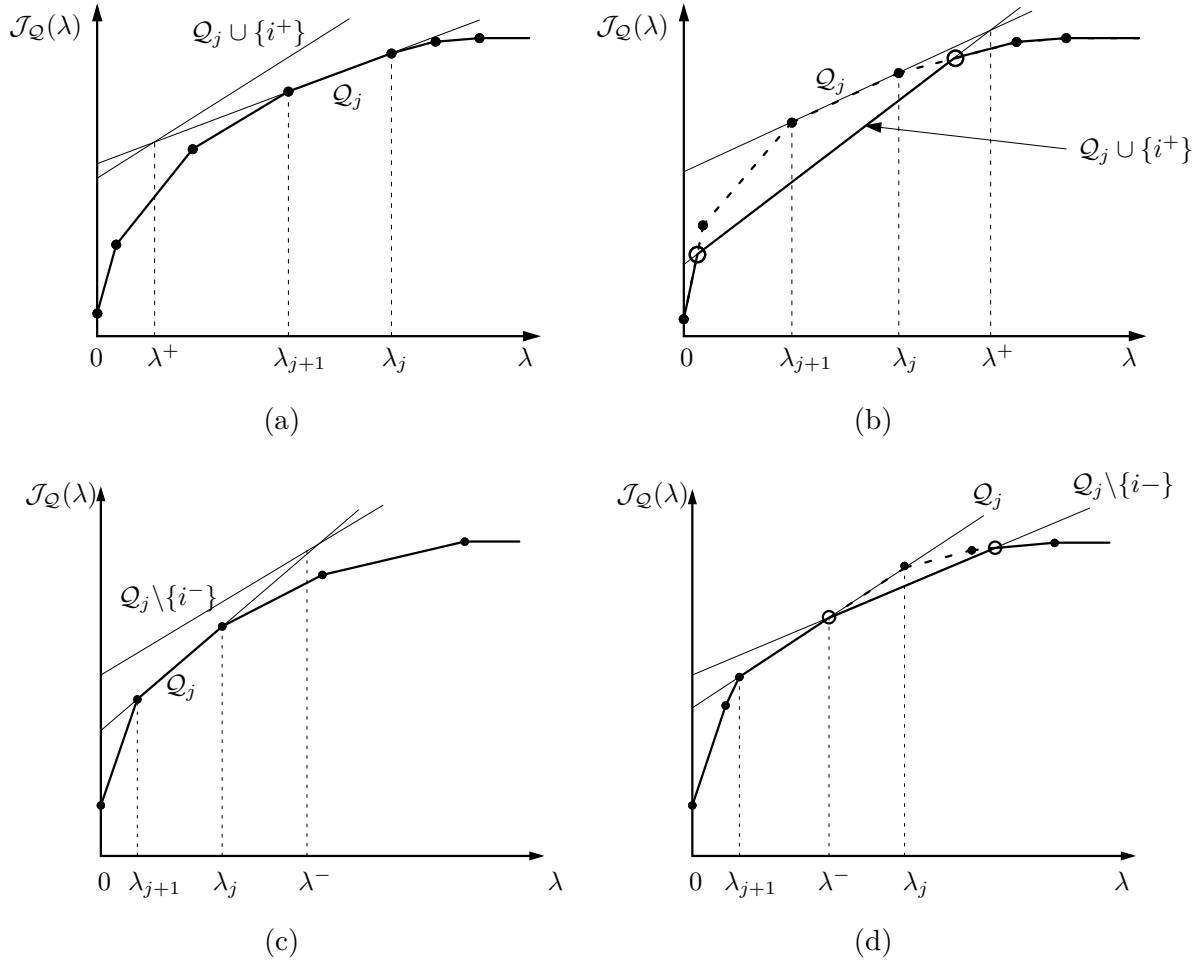 𝒥_𝒬(λ)
𝒬_j ∪ {i⁺}
𝒬_j
0
λ⁺
λ_{j+1}
λ_j
λ
(a)
𝒥_𝒬(λ)
𝒬_j
𝒬_j ∪ {i⁺}
0
λ_{j+1}
λ_j
λ⁺
λ
(b)
𝒥_𝒬(λ)
𝒬_j\{i⁻}
𝒬_j
0
λ_{j+1}
λ_j
λ⁻
λ
(c)
𝒥_𝒬(λ)
𝒬_j
𝒬_j\{i−}
0
λ_{j+1}
λ⁻
λ_j
λ
(d)